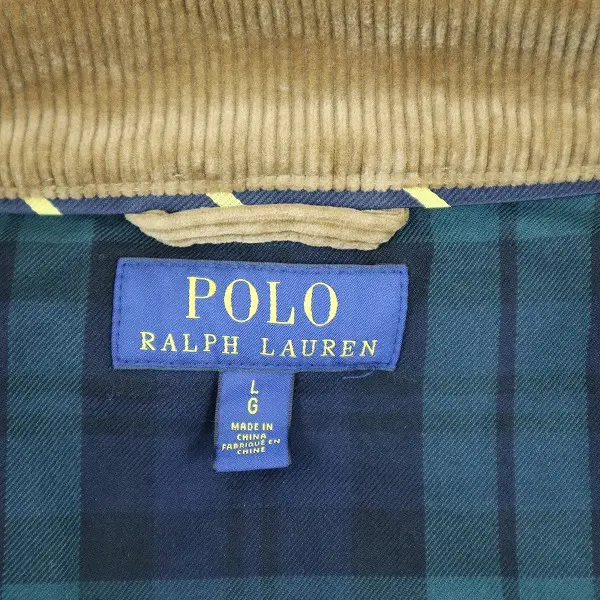 POLO
RALPH LAUREN
L
G
MADE IN
CHINA
FABRIQUÉ EN
CHINE